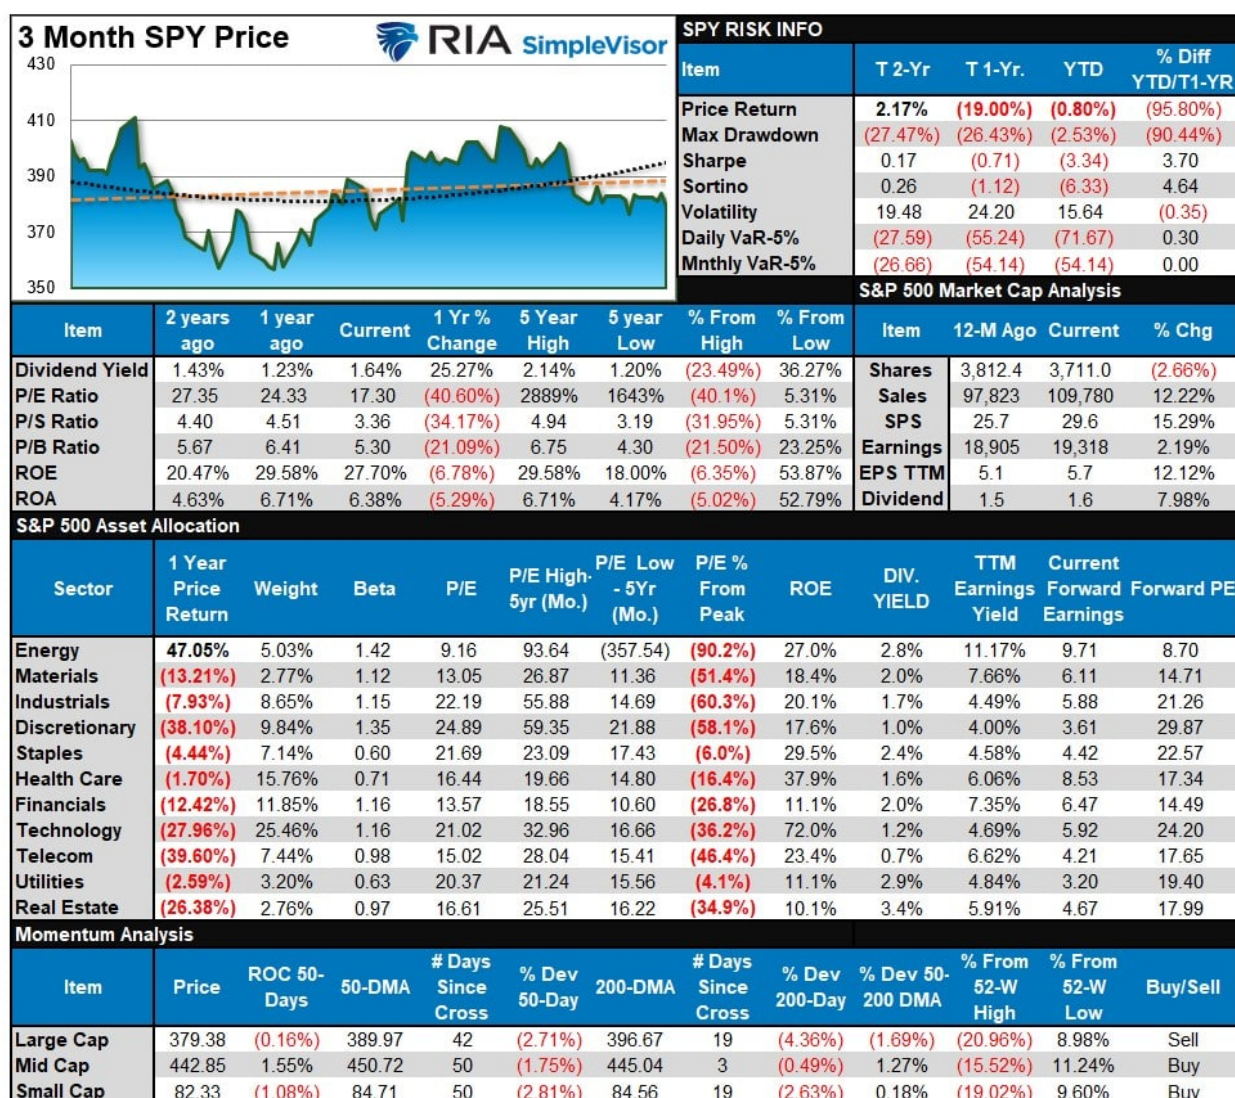 3 Month SPY Price
RIA SimpleVisor
430
410
390
370
350
SPY RISK INFO
Item T 2-Yr T 1-Yr. YTD % Diff YTD/T1-YR
Price Return 2.17% (19.00%) (0.80%) (95.80%)
Max Drawdown (27.47%) (26.43%) (2.53%) (90.44%)
Sharpe 0.17 (0.71) (3.34) 3.70
Sortino 0.26 (1.12) (6.33) 4.64
Volatility 19.48 24.20 15.64 (0.35)
Daily VaR-5% (27.59) (55.24) (71.67) 0.30
Mnthly VaR-5% (26.66) (54.14) (54.14) 0.00
S&P 500 Market Cap Analysis
Item 12-M Ago Current % Chg
Shares 3,812.4 3,711.0 (2.66%)
Sales 97,823 109,780 12.22%
SPS 25.7 29.6 15.29%
Earnings 18,905 19,318 2.19%
EPS TTM 5.1 5.7 12.12%
Dividend 1.5 1.6 7.98%
Item 2 years ago 1 year ago Current 1 Yr % Change 5 Year High 5 year Low % From High % From Low
Dividend Yield 1.43% 1.23% 1.64% 25.27% 2.14% 1.20% (23.49%) 36.27%
P/E Ratio 27.35 24.33 17.30 (40.60%) 2889% 1643% (40.1%) 5.31%
P/S Ratio 4.40 4.51 3.36 (34.17%) 4.94 3.19 (31.95%) 5.31%
P/B Ratio 5.67 6.41 5.30 (21.09%) 6.75 4.30 (21.50%) 23.25%
ROE 20.47% 29.58% 27.70% (6.78%) 29.58% 18.00% (6.35%) 53.87%
ROA 4.63% 6.71% 6.38% (5.29%) 6.71% 4.17% (5.02%) 52.79%
S&P 500 Asset Allocation
Sector 1 Year Price Return Weight Beta P/E P/E High- 5yr (Mo.) P/E Low - 5Yr (Mo.) P/E % From Peak ROE DIV. YIELD TTM Earnings Yield Current Forward Earnings Forward PE
Energy 47.05% 5.03% 1.42 9.16 93.64 (357.54) (90.2%) 27.0% 2.8% 11.17% 9.71 8.70
Materials (13.21%) 2.77% 1.12 13.05 26.87 11.36 (51.4%) 18.4% 2.0% 7.66% 6.11 14.71
Industrials (7.93%) 8.65% 1.15 22.19 55.88 14.69 (60.3%) 20.1% 1.7% 4.49% 5.88 21.26
Discretionary (38.10%) 9.84% 1.35 24.89 59.35 21.88 (58.1%) 17.6% 1.0% 4.00% 3.61 29.87
Staples (4.44%) 7.14% 0.60 21.69 23.09 17.43 (6.0%) 29.5% 2.4% 4.58% 4.42 22.57
Health Care (1.70%) 15.76% 0.71 16.44 19.66 14.80 (16.4%) 37.9% 1.6% 6.06% 8.53 17.34
Financials (12.42%) 11.85% 1.16 13.57 18.55 10.60 (26.8%) 11.1% 2.0% 7.35% 6.47 14.49
Technology (27.96%) 25.46% 1.16 21.02 32.96 16.66 (36.2%) 72.0% 1.2% 4.69% 5.92 24.20
Telecom (39.60%) 7.44% 0.98 15.02 28.04 15.41 (46.4%) 23.4% 0.7% 6.62% 4.21 17.65
Utilities (2.59%) 3.20% 0.63 20.37 21.24 15.56 (4.1%) 11.1% 2.9% 4.84% 3.20 19.40
Real Estate (26.38%) 2.76% 0.97 16.61 25.51 16.22 (34.9%) 10.1% 3.4% 5.91% 4.67 17.99
Momentum Analysis
Item Price ROC 50- Days 50-DMA # Days Since Cross % Dev 50-Day 200-DMA # Days Since Cross % Dev 200-Day % Dev 50- 200 DMA % From 52-W High % From 52-W Low Buy/Sell
Large Cap 379.38 (0.16%) 389.97 42 (2.71%) 396.67 19 (4.36%) (1.69%) (20.96%) 8.98% Sell
Mid Cap 442.85 1.55% 450.72 50 (1.75%) 445.04 3 (0.49%) 1.27% (15.52%) 11.24% Buy
Small Cap 82.33 (1.08%) 84.71 50 (2.81%) 84.56 19 (2.63%) 0.18% (19.02%) 9.60% Buy